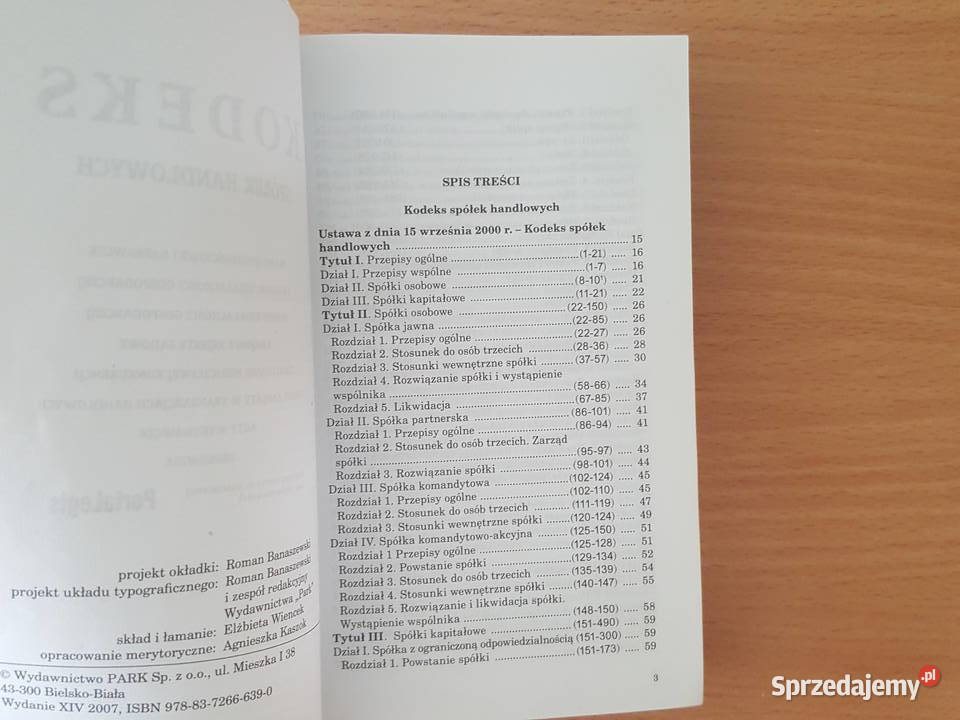 KODEKS
SPÓŁEK HANDLOWYCH
PortaLegis
projekt okładki: Roman Banaszewski
projekt układu typograficznego: Roman Banaszewski
i zespół redakcyjny
Wydawnictwa „Park”
skład i łamanie: Elżbieta Wiencek
opracowanie merytoryczne: Agnieszka Kaszok
© Wydawnictwo PARK Sp. z o.o., ul. Mieszka I 38
43-300 Bielsko-Biała
Wydanie XIV 2007, ISBN 978-83-7266-639-0
SPIS TREŚCI
Kodeks spółek handlowych
Ustawa z dnia 15 września 2000 r. – Kodeks spółek
handlowych ... 15
Tytuł I. Przepisy ogólne ... (1-21) ..... 16
Dział I. Przepisy wspólne ... (1-7) ..... 16
Dział II. Spółki osobowe ... (8-10¹) ..... 21
Dział III. Spółki kapitałowe ... (11-21) ..... 22
Tytuł II. Spółki osobowe ... (22-150) ..... 26
Dział I. Spółka jawna ... (22-85) ..... 26
Rozdział 1. Przepisy ogólne ... (22-27) ..... 26
Rozdział 2. Stosunek do osób trzecich ... (28-36) ..... 28
Rozdział 3. Stosunki wewnętrzne spółki ... (37-57) ..... 30
Rozdział 4. Rozwiązanie spółki i wystąpienie
wspólnika ... (58-66) ..... 34
Rozdział 5. Likwidacja ... (67-85) ..... 37
Dział II. Spółka partnerska ... (86-101) ..... 41
Rozdział 1. Przepisy ogólne ... (86-94) ..... 41
Rozdział 2. Stosunek do osób trzecich. Zarząd
spółki ... (95-97) ..... 43
Rozdział 3. Rozwiązanie spółki ... (98-101) ..... 44
Dział III. Spółka komandytowa ... (102-124) ..... 45
Rozdział 1. Przepisy ogólne ... (102-110) ..... 45
Rozdział 2. Stosunek do osób trzecich ... (111-119) ..... 47
Rozdział 3. Stosunki wewnętrzne spółki ... (120-124) ..... 49
Dział IV. Spółka komandytowo-akcyjna ... (125-150) ..... 51
Rozdział 1 Przepisy ogólne ... (125-128) ..... 51
Rozdział 2. Powstanie spółki ... (129-134) ..... 52
Rozdział 3. Stosunek do osób trzecich ... (135-139) ..... 54
Rozdział 4. Stosunki wewnętrzne spółki ... (140-147) ..... 55
Rozdział 5. Rozwiązanie i likwidacja spółki.
Wystąpienie wspólnika ... (148-150) ..... 58
Tytuł III. Spółki kapitałowe ... (151-490) ..... 59
Dział I. Spółka z ograniczoną odpowiedzialnością (151-300) ..... 59
Rozdział 1. Powstanie spółki ... (151-173) ..... 59
3
Sprzedajemy.pl